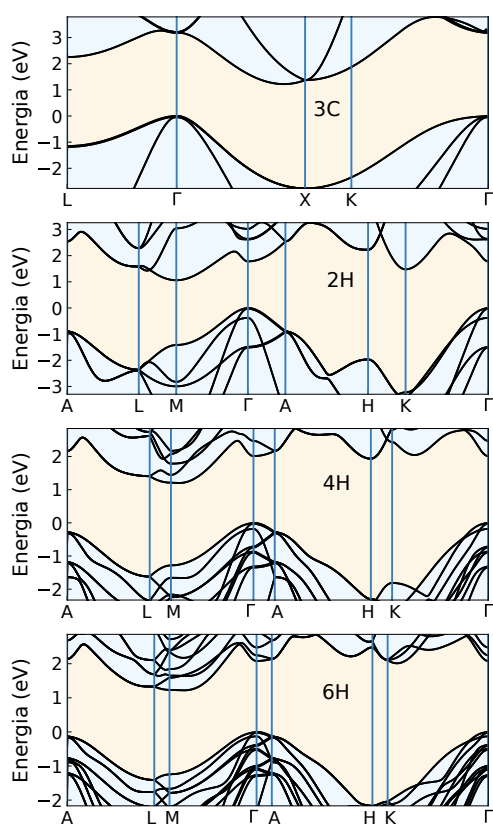 Energia (eV)
3
2
1
0
−1
−2
3C
L Γ X K Γ
Energia (eV)
3
2
1
0
−1
−2
−3
2H
A L M Γ A H K Γ
Energia (eV)
2
1
0
−1
−2
4H
A L M Γ A H K Γ
Energia (eV)
2
1
0
−1
−2
6H
A L M Γ A H K Γ